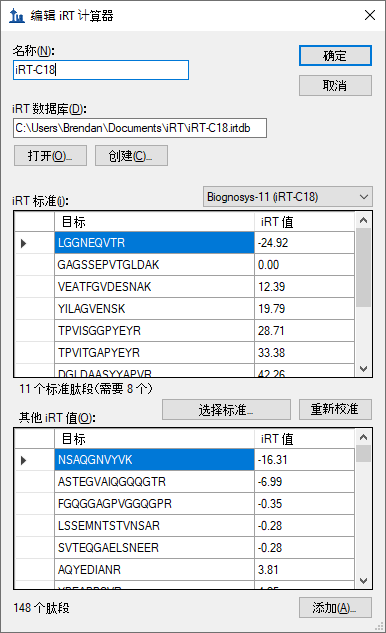 编辑 iRT 计算器
名称(N):
确定
iRT-C18
取消
iRT 数据库(D):
C:\Users\Brendan\Documents\iRT\iRT-C18.irtdb
打开(O)... 创建(C)...
iRT 标准(i): Biognosys-11 (iRT-C18)
目标 iRT 值
LGGNEQVTR -24.92
GAGSSEPVTGLDAK 0.00
VEATFGVDESNAK 12.39
YILAGVENSK 19.79
TPVISGGPYEYR 28.71
TPVITGAPYEYR 33.38
DGLDAASYYAPVR 42.26
11 个标准肽段(需要 8 个)
其他 iRT 值(O): 选择标准... 重新校准
目标 iRT 值
NSAQGNVYVK -16.31
ASTEGVAIQGQQGTR -6.99
FGQGGAGPVGGQGPR -0.35
LSSEMNTSTVNSAR -0.28
SVTEQGAELSNEER -0.28
AQYEDIANR 3.81
148 个肽段 添加(A)...